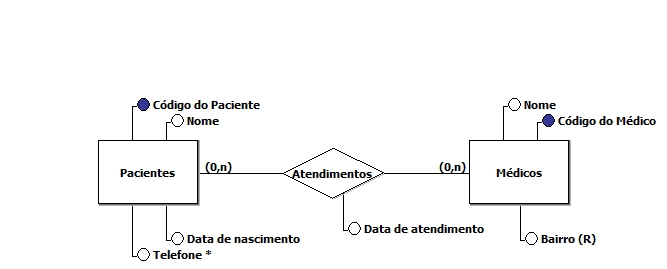 Código do Paciente
Nome
Nome
Código do Médico
Pacientes
(0,n)
Atendimentos
(0,n)
Médicos
Data de atendimento
Data de nascimento
Bairro (R)
Telefone *